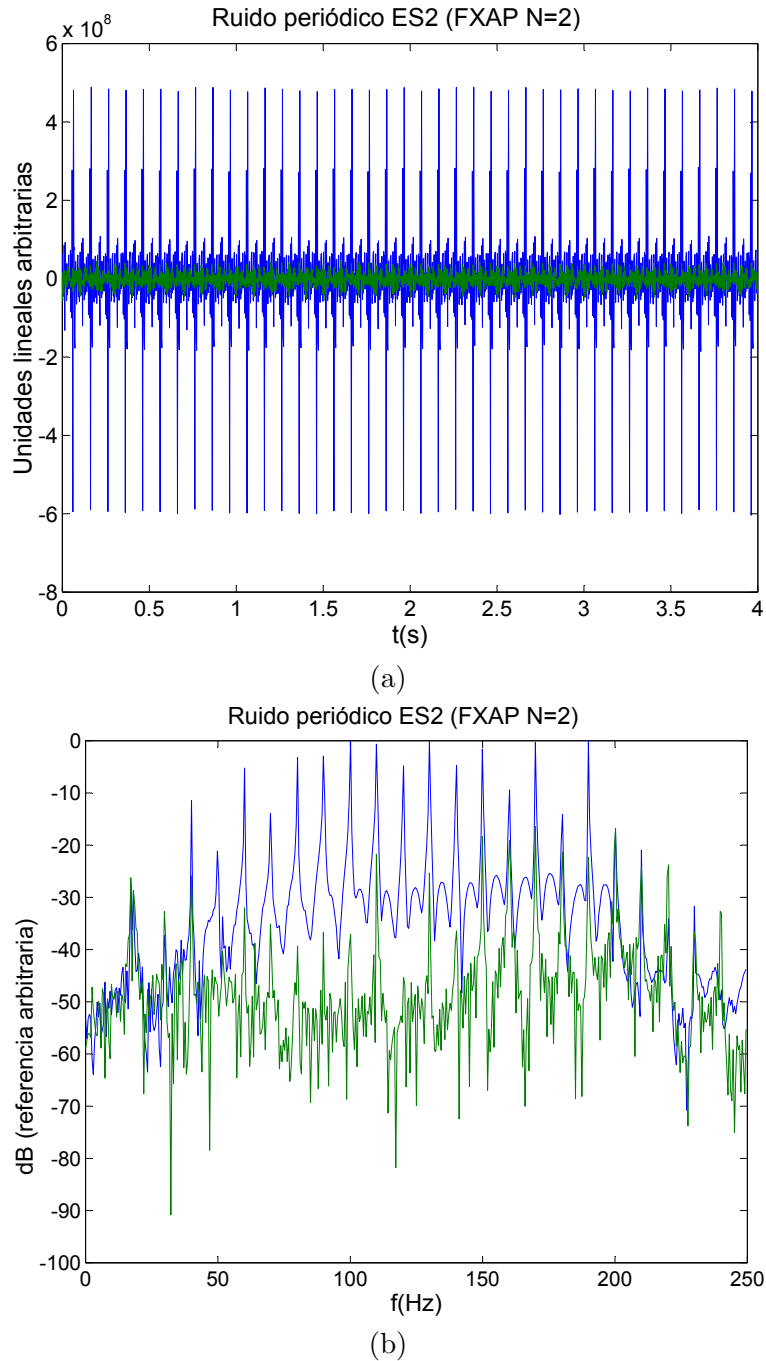 Ruido periódico ES2 (FXAP N=2)
x 10^8
6
4
2
0
-2
-4
-6
-8
Unidades lineales arbitrarias
0 0.5 1 1.5 2 2.5 3 3.5 4
t(s)
(a)
Ruido periódico ES2 (FXAP N=2)
0
-10
-20
-30
-40
-50
-60
-70
-80
-90
-100
dB (referencia arbitraria)
0 50 100 150 200 250
f(Hz)
(b)